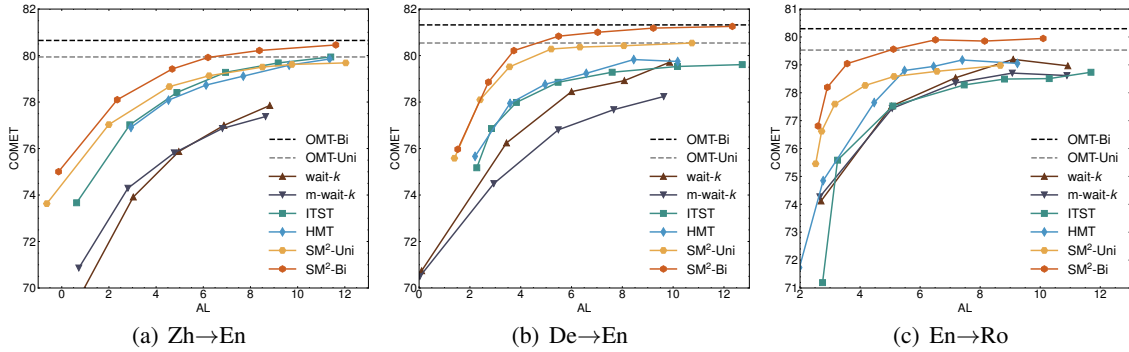 82
80
78
76
74
72
70
COMET
0
2
4
6
8
10
12
AL
OMT-Bi
OMT-Uni
wait-k
m-wait-k
ITST
HMT
SM²-Uni
SM²-Bi
(a) Zh→En
82
80
78
76
74
72
70
COMET
0
2
4
6
8
10
12
AL
OMT-Bi
OMT-Uni
wait-k
m-wait-k
ITST
HMT
SM²-Uni
SM²-Bi
(b) De→En
81
80
79
78
77
76
75
74
73
72
71
COMET
2
4
6
8
10
12
AL
OMT-Bi
OMT-Uni
wait-k
m-wait-k
ITST
HMT
SM²-Uni
SM²-Bi
(c) En→Ro